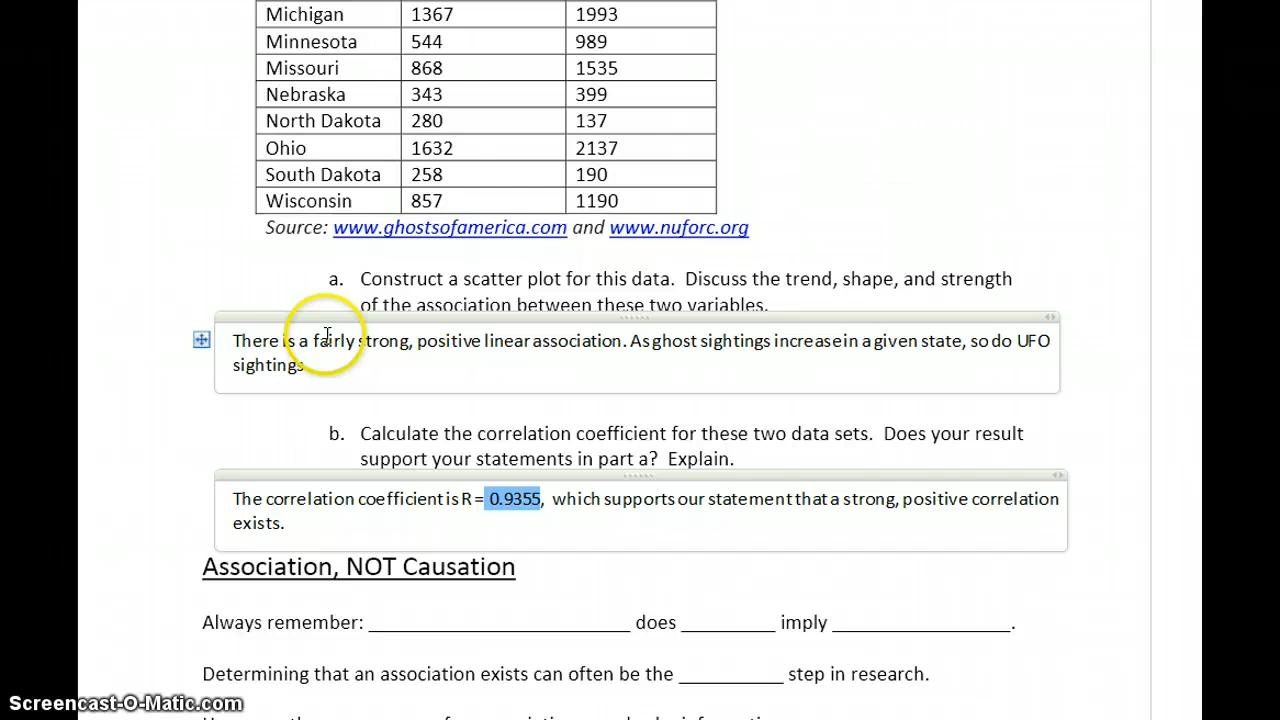 Michigan 1367 1993
Minnesota 544 989
Missouri 868 1535
Nebraska 343 399
North Dakota 280 137
Ohio 1632 2137
South Dakota 258 190
Wisconsin 857 1190
Source: www.ghostsofamerica.com and www.nuforc.org
a. Construct a scatter plot for this data. Discuss the trend, shape, and strength
of the association between these two variables.
There is a fairly strong, positive linear association. As ghost sightings increase in a given state, so do UFO
sightings
b. Calculate the correlation coefficient for these two data sets. Does your result
support your statements in part a? Explain.
The correlation coefficient is R = 0.9355, which supports our statement that a strong, positive correlation
exists.
Association, NOT Causation
Always remember: ____________ does ________ imply ____________.
Determining that an association exists can often be the ________ step in research.
Screencast-O-Matic.com